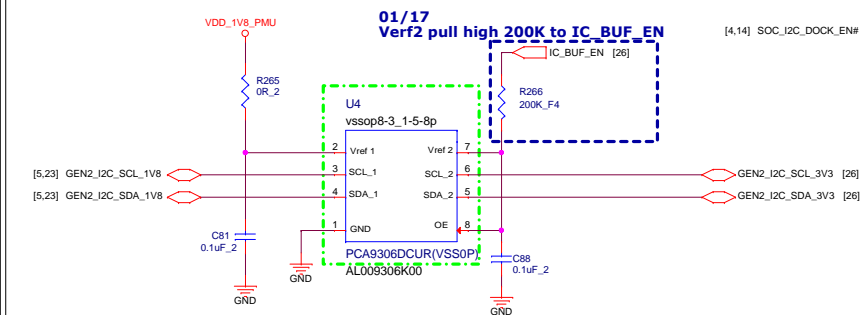 01/17
Verf2 pull high 200K to IC_BUF_EN
VDD_1V8_PMU
[4,14] SOC_I2C_DOCK_EN#
IC_BUF_EN [26]
R265
0R_2
R266
200K_F4
U4
vssop8-3_1-5-8p
2 Vref 1 Vref 2 7
[5,23] GEN2_I2C_SCL_1V8 3 SCL_1 SCL_2 6 GEN2_I2C_SCL_3V3 [26]
[5,23] GEN2_I2C_SDA_1V8 4 SDA_1 SDA_2 5 GEN2_I2C_SDA_3V3 [26]
1 GND OE 8
C81
0.1uF_2
PCA9306DCUR(VSS0P)
AL009306K00
C88
0.1uF_2
GND
GND
GND